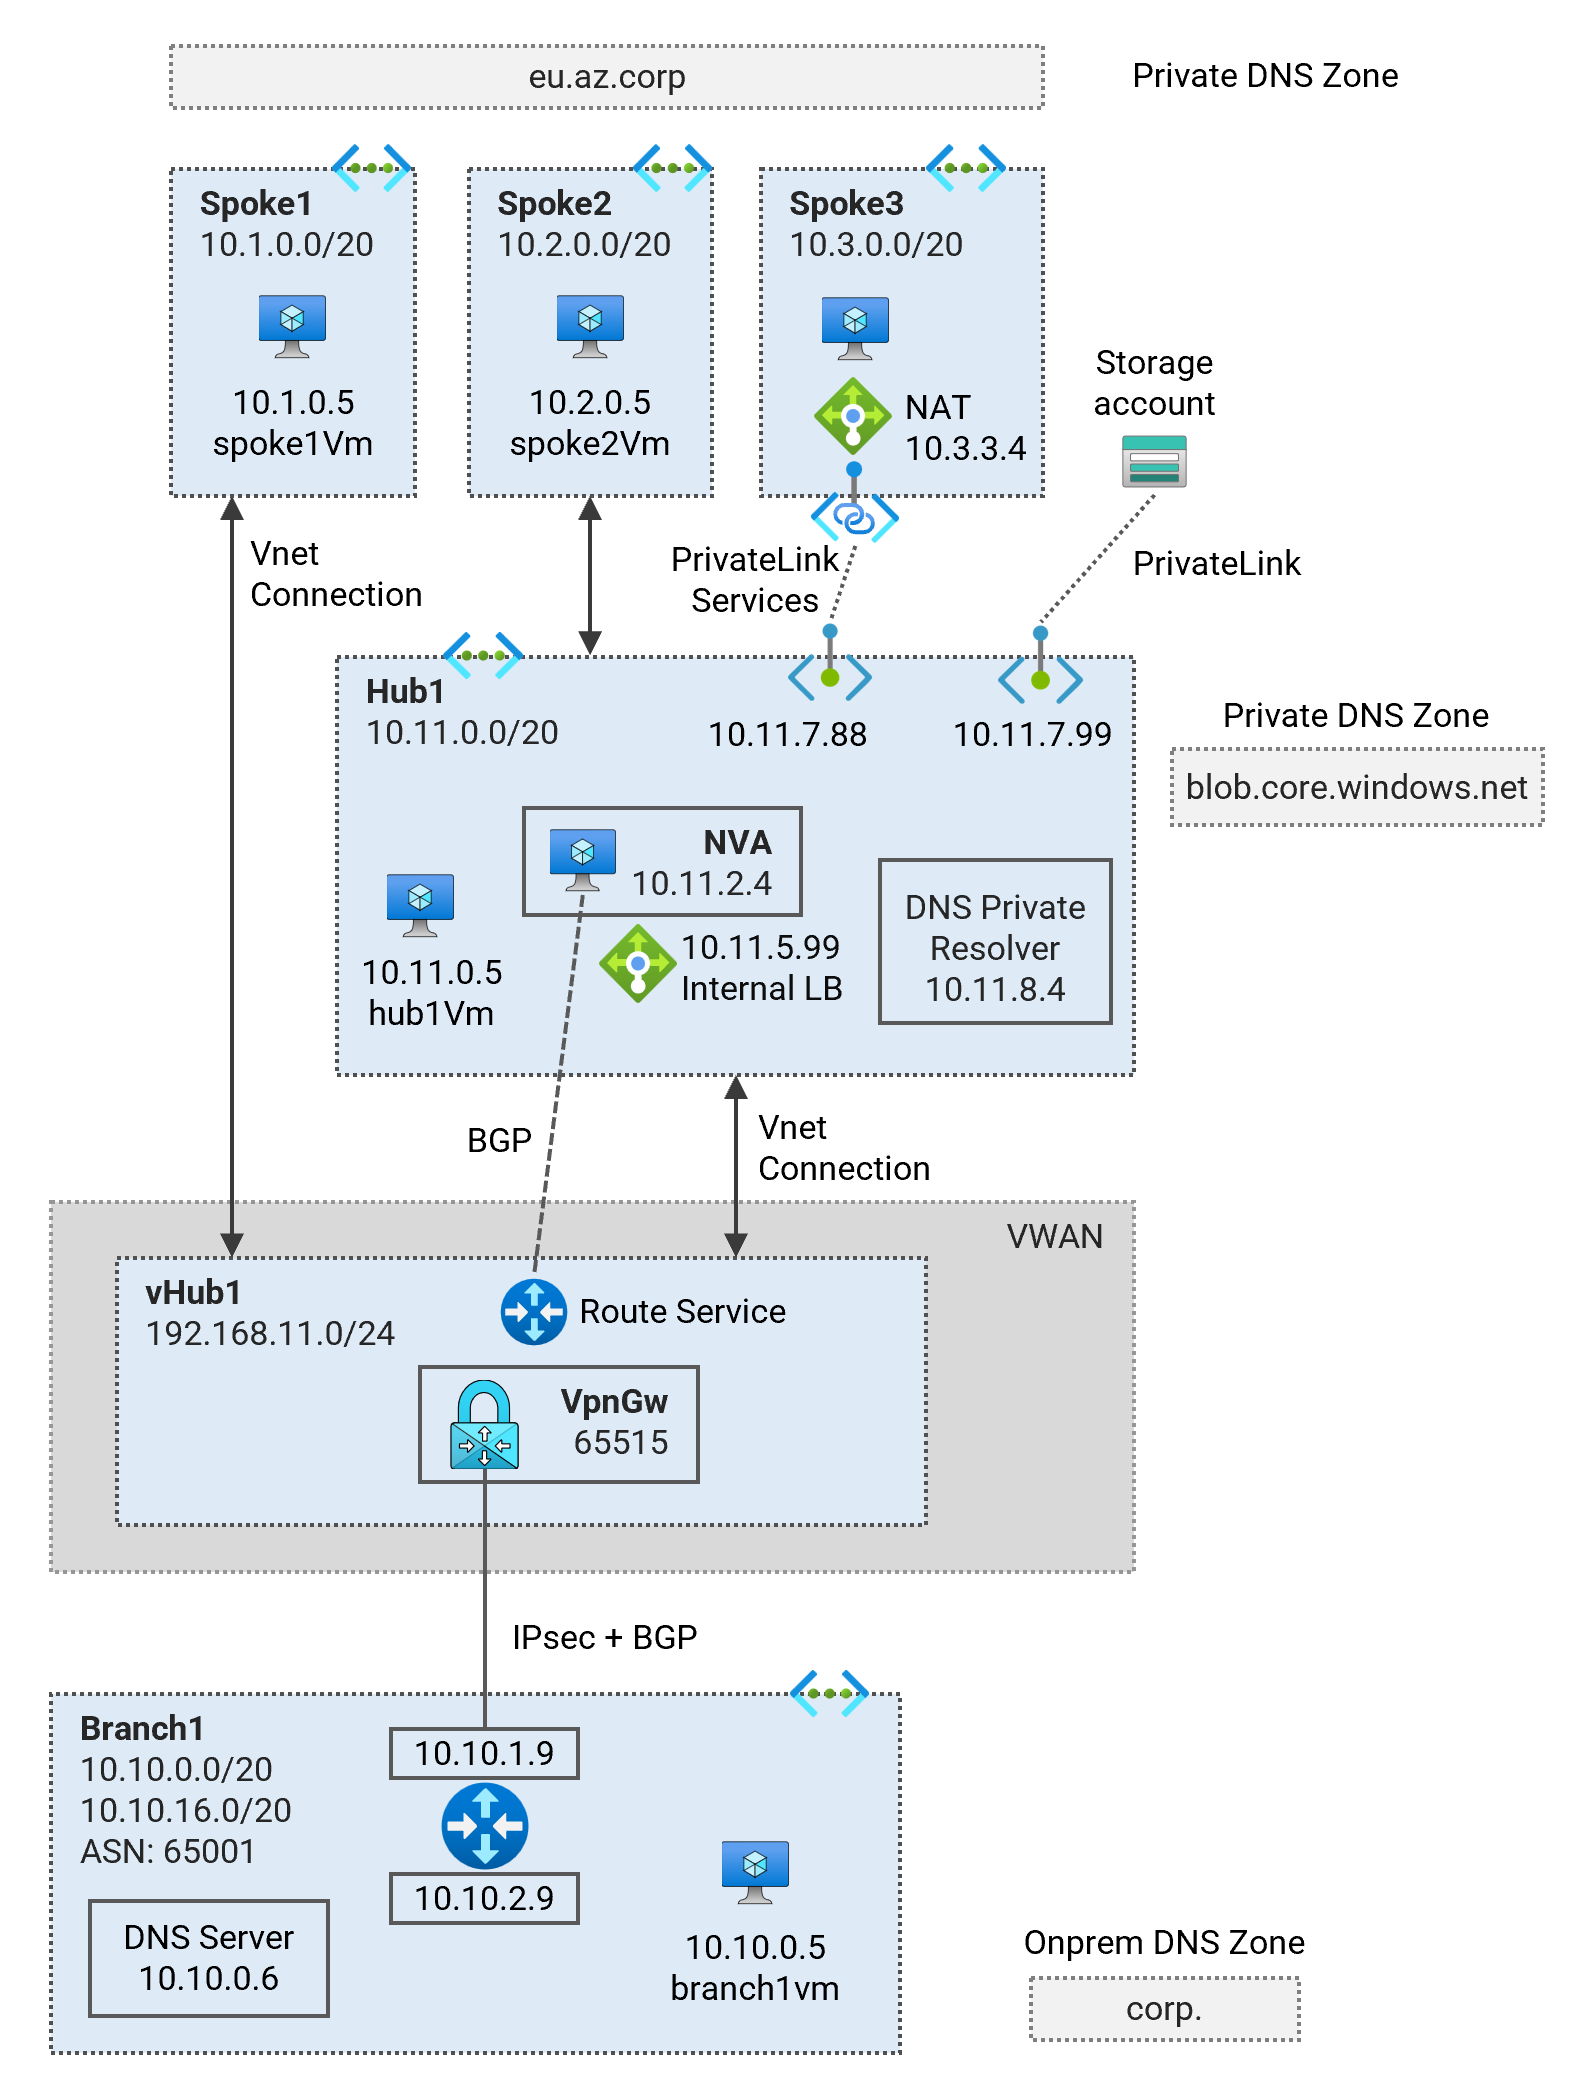 eu.az.corp
Private DNS Zone
Spoke1
10.1.0.0/20
10.1.0.5
spoke1Vm
Spoke2
10.2.0.0/20
10.2.0.5
spoke2Vm
Spoke3
10.3.0.0/20
NAT
10.3.3.4
Storage
account
Vnet
Connection
PrivateLink
Services
PrivateLink
Hub1
10.11.0.0/20
10.11.7.88
10.11.7.99
Private DNS Zone
blob.core.windows.net
NVA
10.11.2.4
10.11.0.5
hub1Vm
10.11.5.99
Internal LB
DNS Private
Resolver
10.11.8.4
BGP
Vnet
Connection
VWAN
vHub1
192.168.11.0/24
Route Service
VpnGw
65515
IPsec + BGP
Branch1
10.10.0.0/20
10.10.16.0/20
ASN: 65001
10.10.1.9
10.10.2.9
DNS Server
10.10.0.6
10.10.0.5
branch1vm
Onprem DNS Zone
corp.